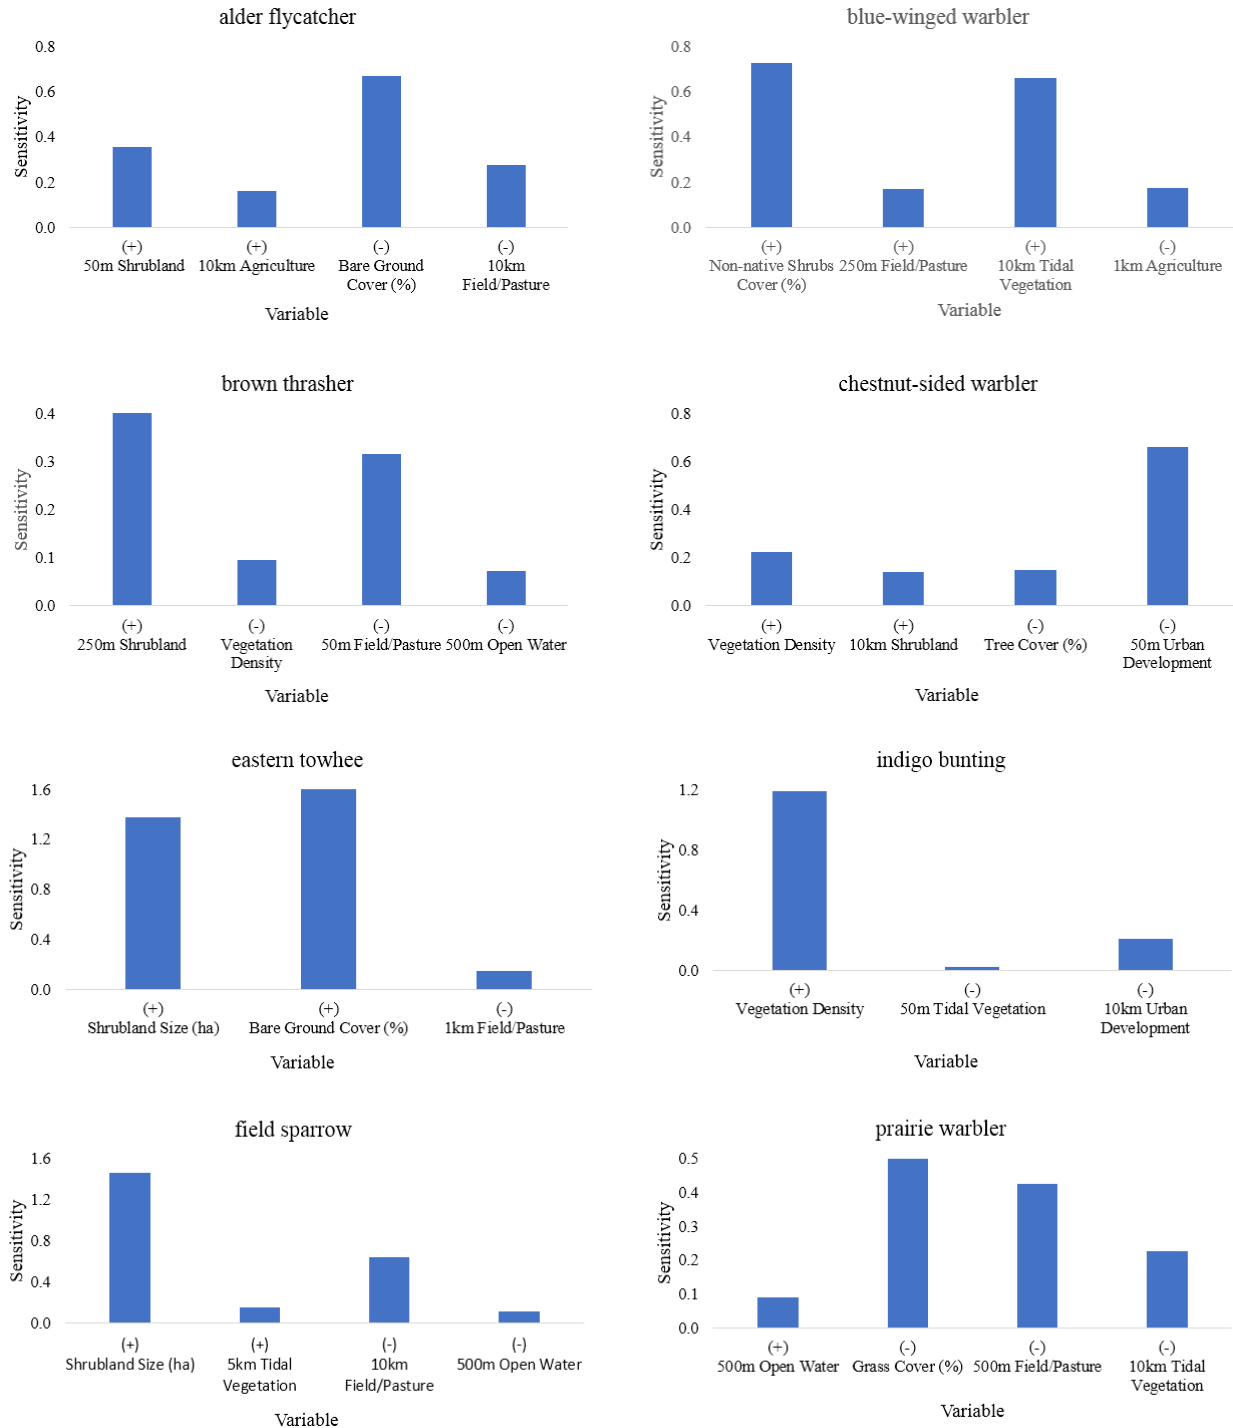 alder flycatcher
0.8
0.6
0.4
0.2
0.0
Sensitivity
(+) (+) (-) (-)
50m Shrubland 10km Agriculture Bare Ground 10km
Cover (%) Field/Pasture
Variable
blue-winged warbler
0.8
0.6
0.4
0.2
0.0
Sensitivity
(+) (+) (+) (-)
Non-native Shrubs 250m Field/Pasture 10km Tidal 1km Agriculture
Cover (%) Vegetation
Variable
brown thrasher
0.4
0.3
0.2
0.1
0.0
Sensitivity
(+) (-) (-) (-)
250m Shrubland Vegetation 50m Field/Pasture 500m Open Water
Density
Variable
chestnut-sided warbler
0.8
0.6
0.4
0.2
0.0
Sensitivity
(+) (+) (-) (-)
Vegetation Density 10km Shrubland Tree Cover (%) 50m Urban
Development
Variable
eastern towhee
1.6
1.2
0.8
0.4
0.0
Sensitivity
(+) (+) (-)
Shrubland Size (ha) Bare Ground Cover (%) 1km Field/Pasture
Variable
indigo bunting
1.2
0.8
0.4
0.0
Sensitivity
(+) (-) (-)
Vegetation Density 50m Tidal Vegetation 10km Urban
Development
Variable
field sparrow
1.6
1.2
0.8
0.4
0.0
Sensitivity
(+) (+) (-) (-)
Shrubland Size (ha) 5km Tidal 10km 500m Open Water
Vegetation Field/Pasture
Variable
prairie warbler
0.5
0.4
0.3
0.2
0.1
0.0
Sensitivity
(+) (-) (-) (-)
500m Open Water Grass Cover (%) 500m Field/Pasture 10km Tidal
Vegetation
Variable